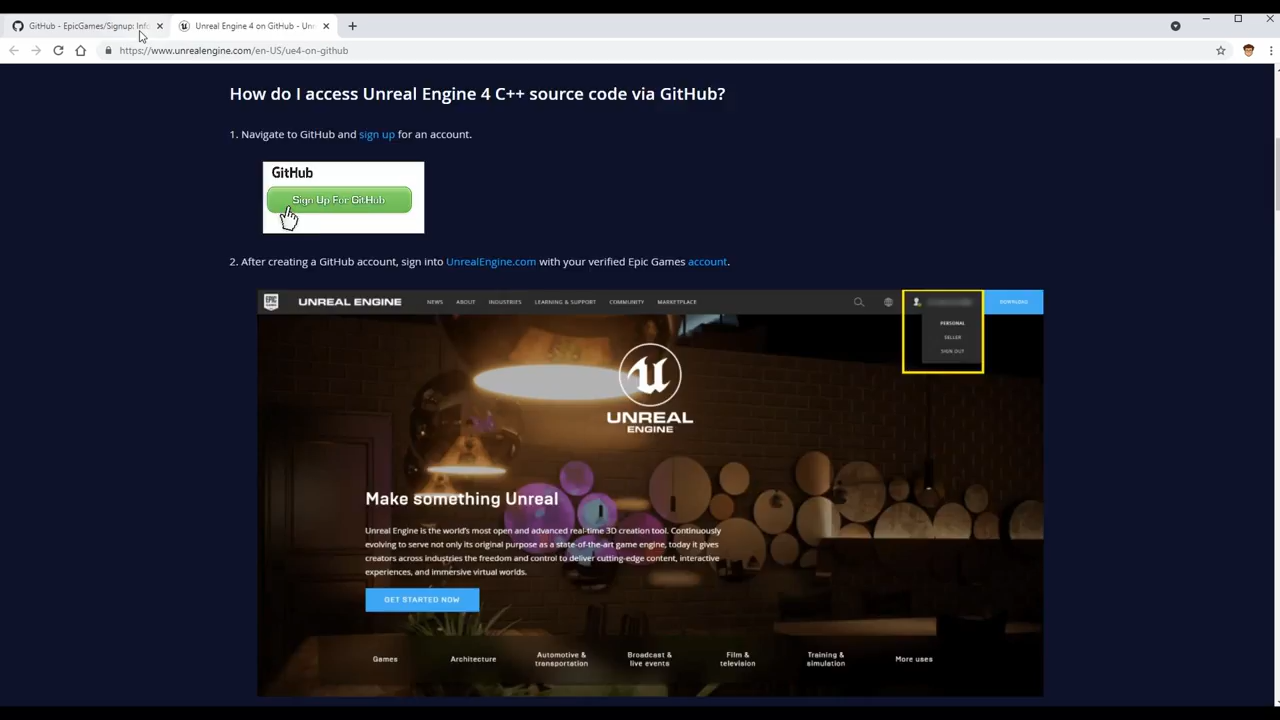 GitHub - EpicGames/Signup: Info
Unreal Engine 4 on GitHub - Un
https://www.unrealengine.com/en-US/ue4-on-github
How do I access Unreal Engine 4 C++ source code via GitHub?
1. Navigate to GitHub and sign up for an account.
GitHub
Sign Up For GitHub
2. After creating a GitHub account, sign into UnrealEngine.com with your verified Epic Games account.
EPIC GAMES
UNREAL ENGINE
NEWS ABOUT INDUSTRIES LEARNING & SUPPORT COMMUNITY MARKETPLACE
DOWNLOAD
PERSONAL
SELLER
SIGN OUT
UNREAL
ENGINE
Make something Unreal
Unreal Engine is the world's most open and advanced real-time 3D creation tool. Continuously
evolving to serve not only its original purpose as a state-of-the-art game engine, today it gives
creators across industries the freedom and control to deliver cutting-edge content, interactive
experiences, and immersive virtual worlds.
GET STARTED NOW
Games
Architecture
Automotive &
transportation
Broadcast &
live events
Film &
television
Training &
simulation
More uses